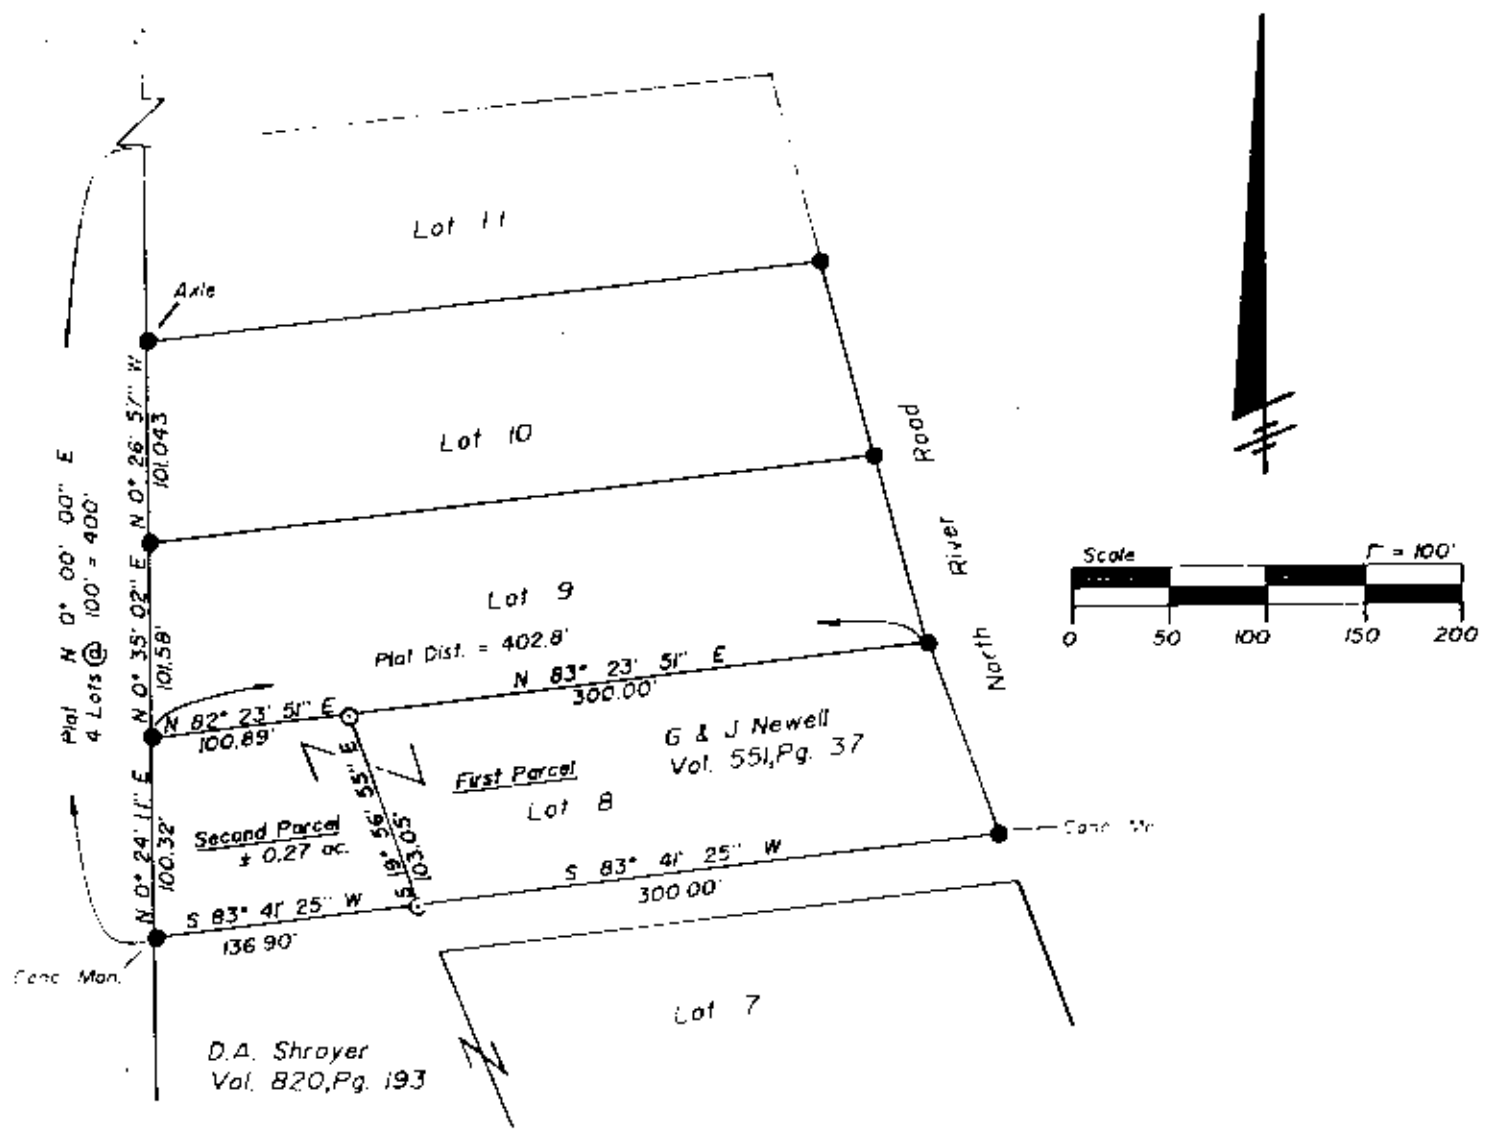 Lot 11
Axle
N 0° 26' 57" W
101.043
Lot 10
Road
River
North
Scale
1" = 100'
0 50 100 150 200
Plat N 0° 00' 00" E
4 Lots @ 100' = 400'
N 0° 35' 02" E
101.58'
Lot 9
Plat Dist. = 402.8'
N 83° 23' 51" E
300.00'
N 82° 23' 51" E
100.89'
G & J Newell
Vol. 551, Pg. 37
First Parcel
Lot 8
S 19° 56' 55" E
103.05'
Second Parcel
± 0.27 ac.
N 0° 24' 11" E
100.32'
S 83° 41' 25" W
300.00'
S 83° 41' 25" W
136.90'
Conc. Mon.
Lot 7
D.A. Shroyer
Vol. 820, Pg. 193